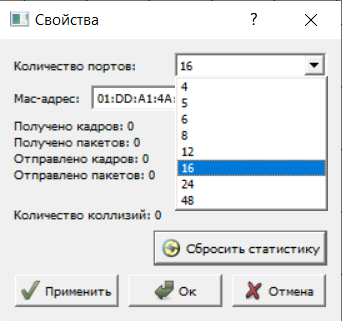 Свойства
?
Количество портов: 16
4
5
6
8
12
16
24
48
Мас-адрес: 01:DD:A1:4A:
Получено кадров: 0
Получено пакетов: 0
Отправлено кадров: 0
Отправлено пакетов: 0
Количество коллизий: 0
Сбросить статистику
Применить
Ок
Отмена